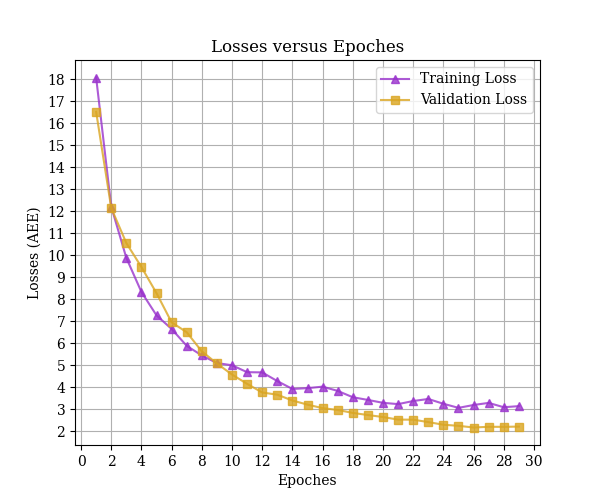 Losses versus Epoches
Training Loss
Validation Loss
18
17
16
15
14
13
12
11
10
9
8
7
6
5
4
3
2
Losses (AEE)
0 2 4 6 8 10 12 14 16 18 20 22 24 26 28 30
Epoches